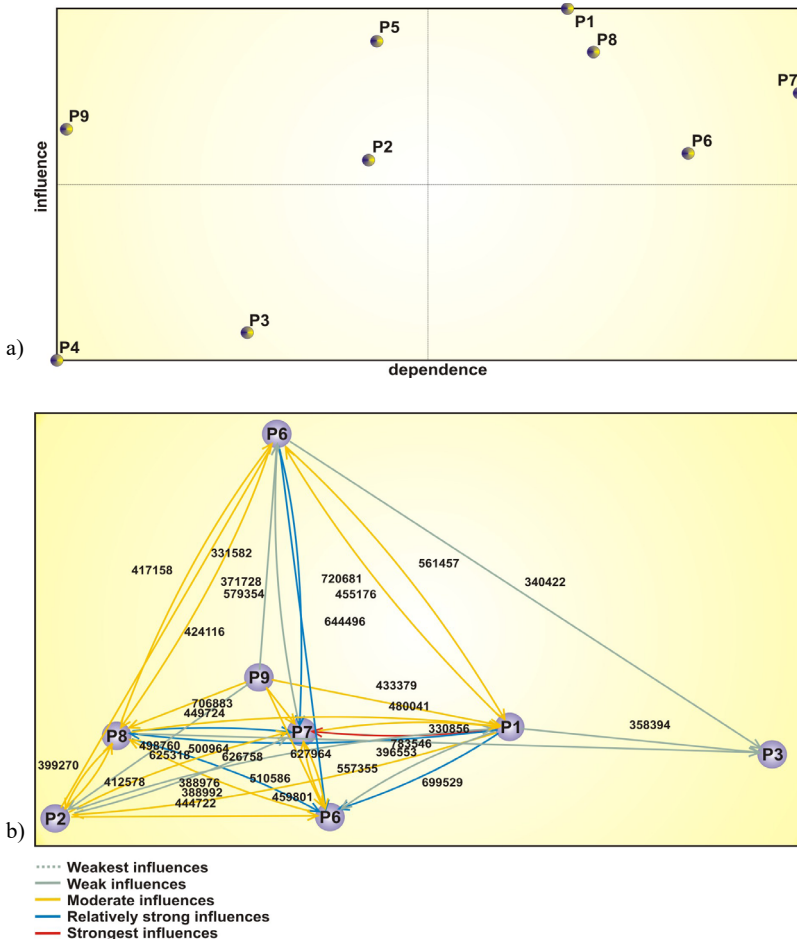 P1
P5
P8
P7
P9
P2
P6
influence
P3
a)
P4
dependence
P6
417158
331582
561457
371728
720681
340422
579354
455176
644496
424116
P9
433379
706883
480041
449724
P8
P7
330856
P1
358394
498760
500964
783546
P3
625318
626758
627964
396553
399270
557355
412578
388976
510586
699529
388992
459801
444722
P2
P6
b)
Weakest influences
Weak influences
Moderate influences
Relatively strong influences
Strongest influences